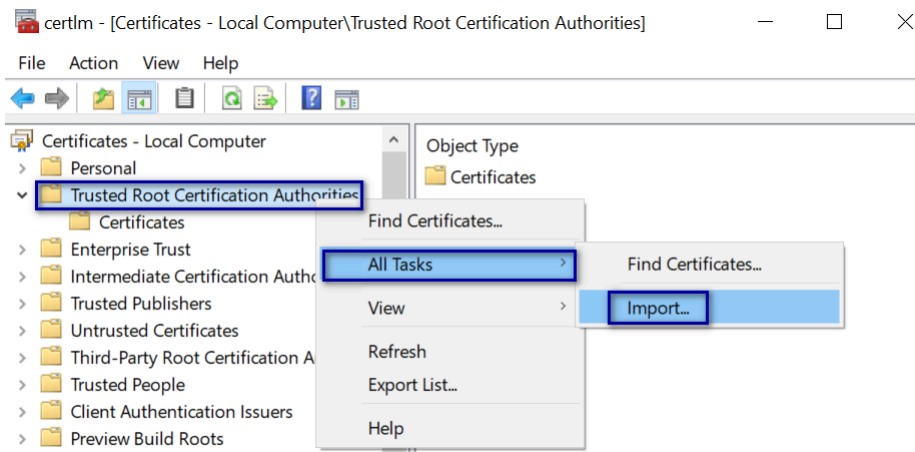 certlm - [Certificates - Local Computer\Trusted Root Certification Authorities]
File Action View Help
Certificates - Local Computer
Personal
Trusted Root Certification Authorities
Certificates
Enterprise Trust
Intermediate Certification Autho
Trusted Publishers
Untrusted Certificates
Third-Party Root Certification A
Trusted People
Client Authentication Issuers
Preview Build Roots
Object Type
Certificates
Find Certificates...
All Tasks
View
Refresh
Export List...
Help
Find Certificates...
Import...